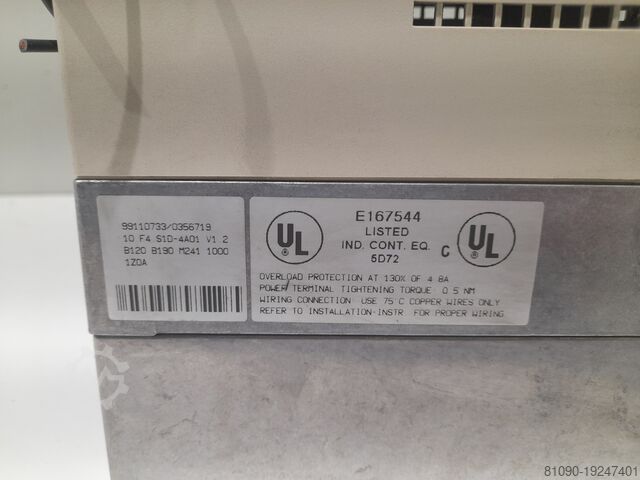 99110733/0356719
10 F4 S1D-4A01 V1.2
B120 B190 M241 1000
1Z0A
UL
E167544
LISTED
IND. CONT. EQ.
5D72
C UL
OVERLOAD PROTECTION AT 130% OF 4.8A
POWER TERMINAL TIGHTENING TORQUE: 0.5 NM
WIRING CONNECTION: USE 75°C COPPER WIRES ONLY
REFER TO INSTALLATION-INSTR. FOR PROPER WIRING
81090-19247401